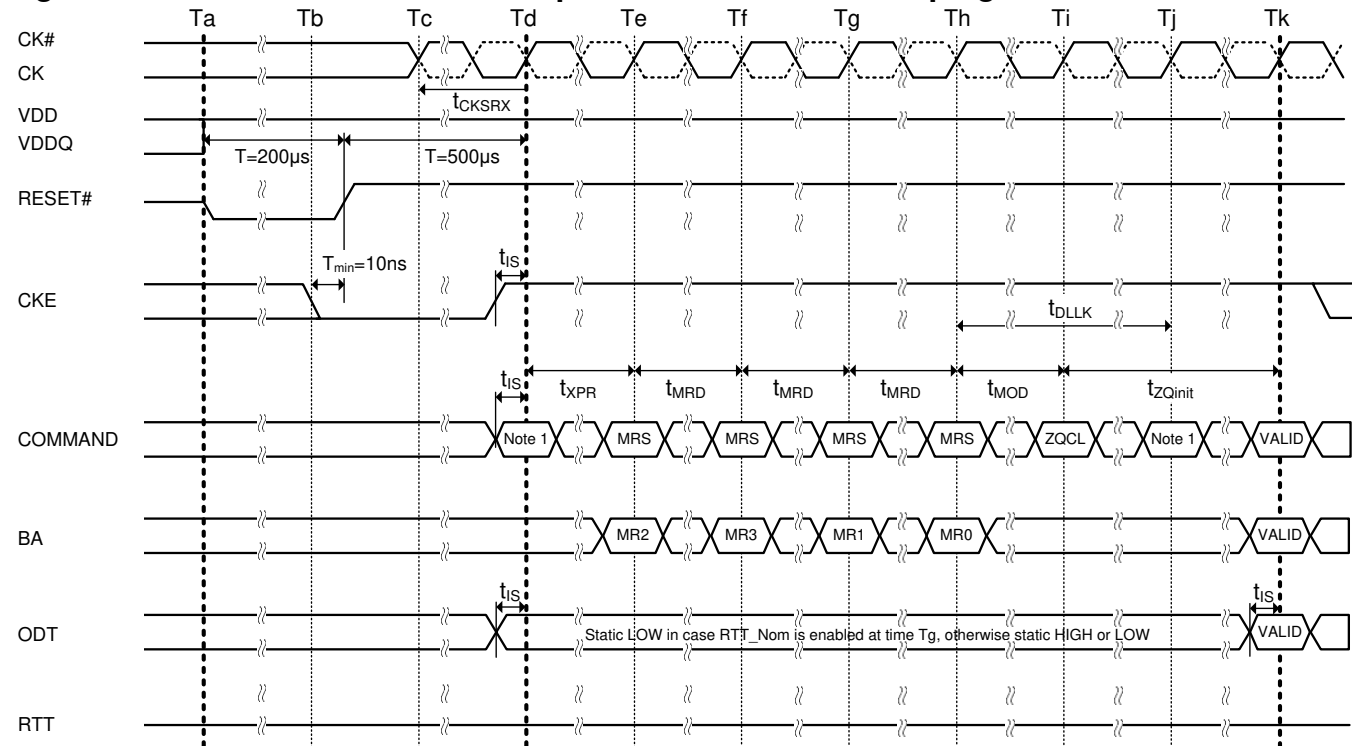 Ta Tb Tc Td Te Tf Tg Th Ti Tj Tk
CK#
CK
tCKSRX
VDD
VDDQ
T=200µs T=500µs
RESET#
Tmin=10ns
tIS
CKE
tDLLK
tIS tXPR tMRD tMRD tMRD tMOD tZQinit
COMMAND Note 1 MRS MRS MRS MRS ZQCL Note 1 VALID
BA MR2 MR3 MR1 MR0 VALID
tIS tIS
ODT Static LOW in case RTT_Nom is enabled at time Tg, otherwise static HIGH or LOW VALID
RTT